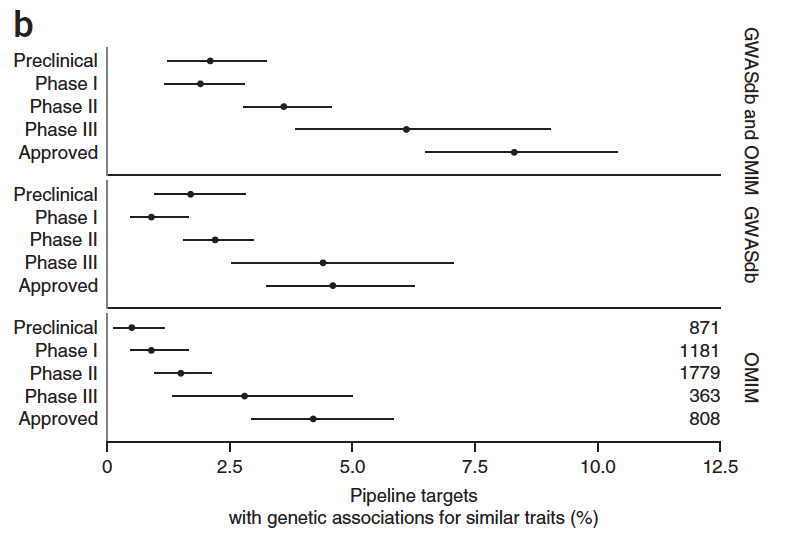 b
Preclinical
Phase I
Phase II
Phase III
Approved
GWASdb and OMIM
Preclinical
Phase I
Phase II
Phase III
Approved
GWASdb
Preclinical 871
Phase I 1181
Phase II 1779
Phase III 363
Approved 808
OMIM
0 2.5 5.0 7.5 10.0 12.5
Pipeline targets
with genetic associations for similar traits (%)